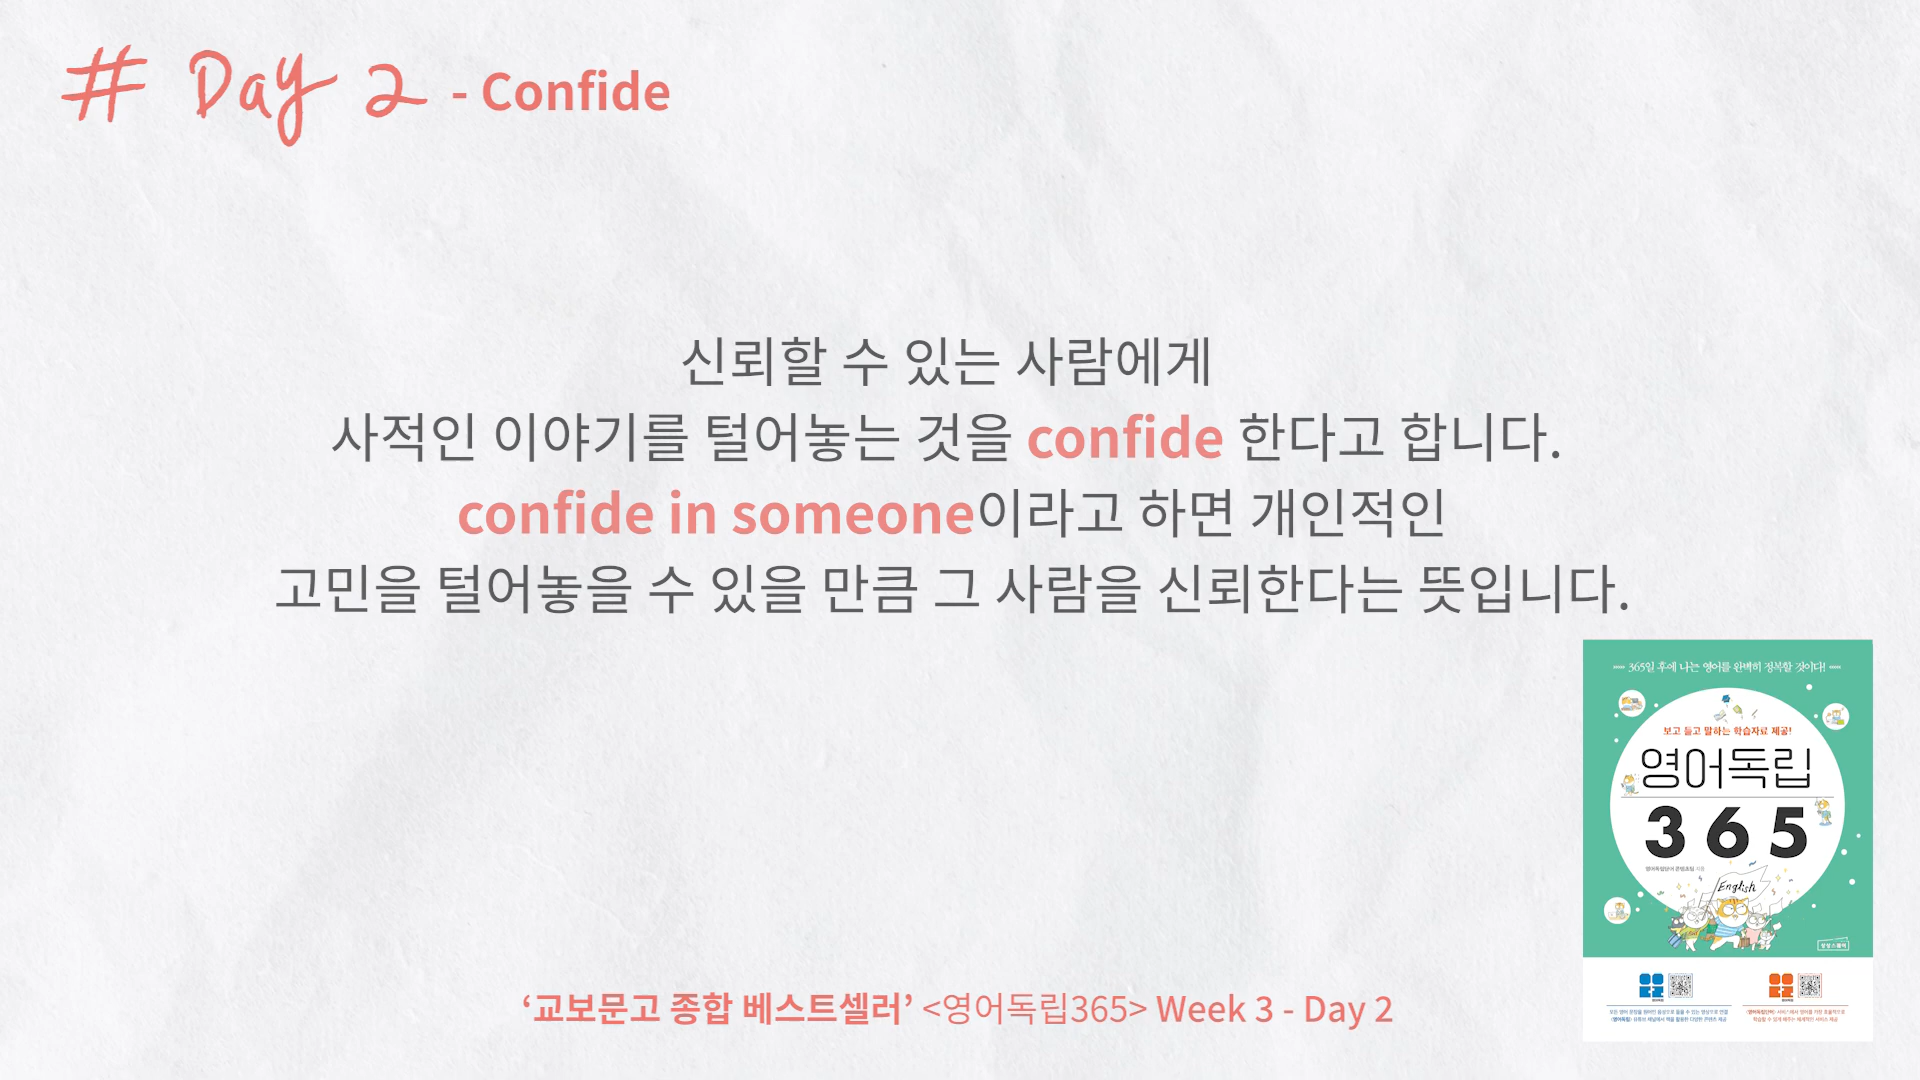 # Day 2 - Confide
신뢰할 수 있는 사람에게
사적인 이야기를 털어놓는 것을 confide 한다고 합니다.
confide in someone이라고 하면 개인적인
고민을 털어놓을 수 있을 만큼 그 사람을 신뢰한다는 뜻입니다.
365일 후에 나는 영어를 완벽히 정복할 것이다!
보고 듣고 말하는 학습자료 제공!
영어독립
365
English
‘교보문고 종합 베스트셀러’ <영어독립365> Week 3 - Day 2